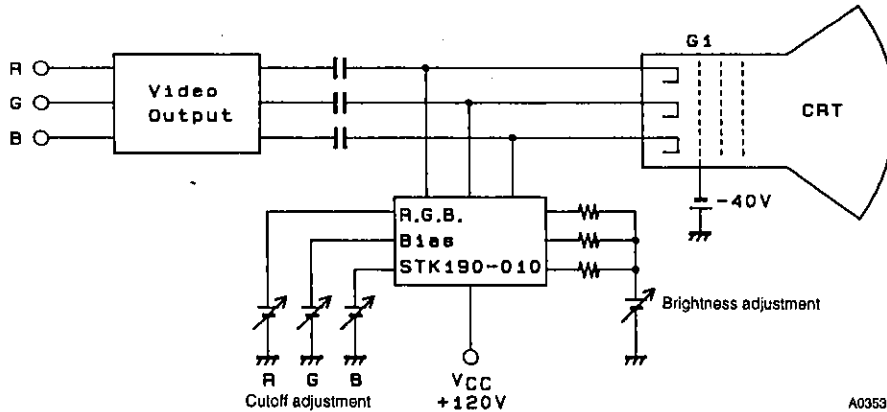 G1
R
G
B
Video
Output
CRT
-40V
R.G.B.
Bias
STK190-010
Brightness adjustment
R G B
Cutoff adjustment
VCC
+120V
A0353